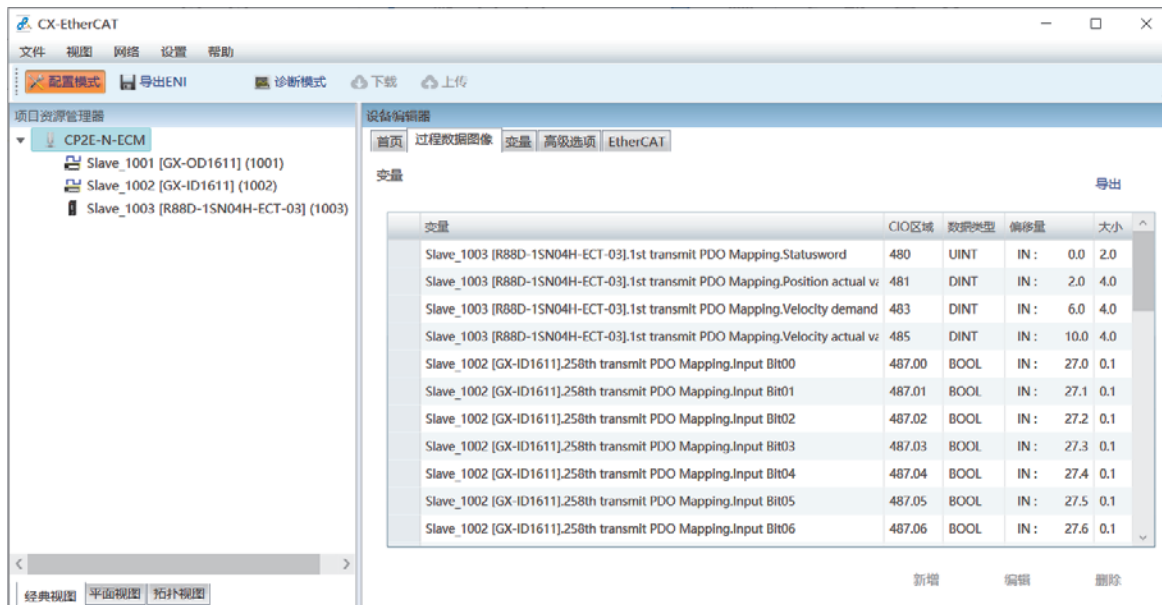 CX-EtherCAT
文件 视图 网络 设置 帮助
配置模式 导出ENI 诊断模式 下载 上传
项目资源管理器
CP2E-N-ECM
Slave_1001 [GX-OD1611] (1001)
Slave_1002 [GX-ID1611] (1002)
Slave_1003 [R88D-1SN04H-ECT-03] (1003)
经典视图 平面视图 拓扑视图
设备编辑器
首页 过程数据图像 变量 高级选项 EtherCAT
变量
导出
变量 CIO区域 数据类型 偏移量 大小
Slave_1003 [R88D-1SN04H-ECT-03].1st transmit PDO Mapping.Statusword 480 UINT IN : 0.0 2.0
Slave_1003 [R88D-1SN04H-ECT-03].1st transmit PDO Mapping.Position actual va 481 DINT IN : 2.0 4.0
Slave_1003 [R88D-1SN04H-ECT-03].1st transmit PDO Mapping.Velocity demand 483 DINT IN : 6.0 4.0
Slave_1003 [R88D-1SN04H-ECT-03].1st transmit PDO Mapping.Velocity actual va 485 DINT IN : 10.0 4.0
Slave_1002 [GX-ID1611].258th transmit PDO Mapping.Input Bit00 487.00 BOOL IN : 27.0 0.1
Slave_1002 [GX-ID1611].258th transmit PDO Mapping.Input Bit01 487.01 BOOL IN : 27.1 0.1
Slave_1002 [GX-ID1611].258th transmit PDO Mapping.Input Bit02 487.02 BOOL IN : 27.2 0.1
Slave_1002 [GX-ID1611].258th transmit PDO Mapping.Input Bit03 487.03 BOOL IN : 27.3 0.1
Slave_1002 [GX-ID1611].258th transmit PDO Mapping.Input Bit04 487.04 BOOL IN : 27.4 0.1
Slave_1002 [GX-ID1611].258th transmit PDO Mapping.Input Bit05 487.05 BOOL IN : 27.5 0.1
Slave_1002 [GX-ID1611].258th transmit PDO Mapping.Input Bit06 487.06 BOOL IN : 27.6 0.1
新增 编辑 删除